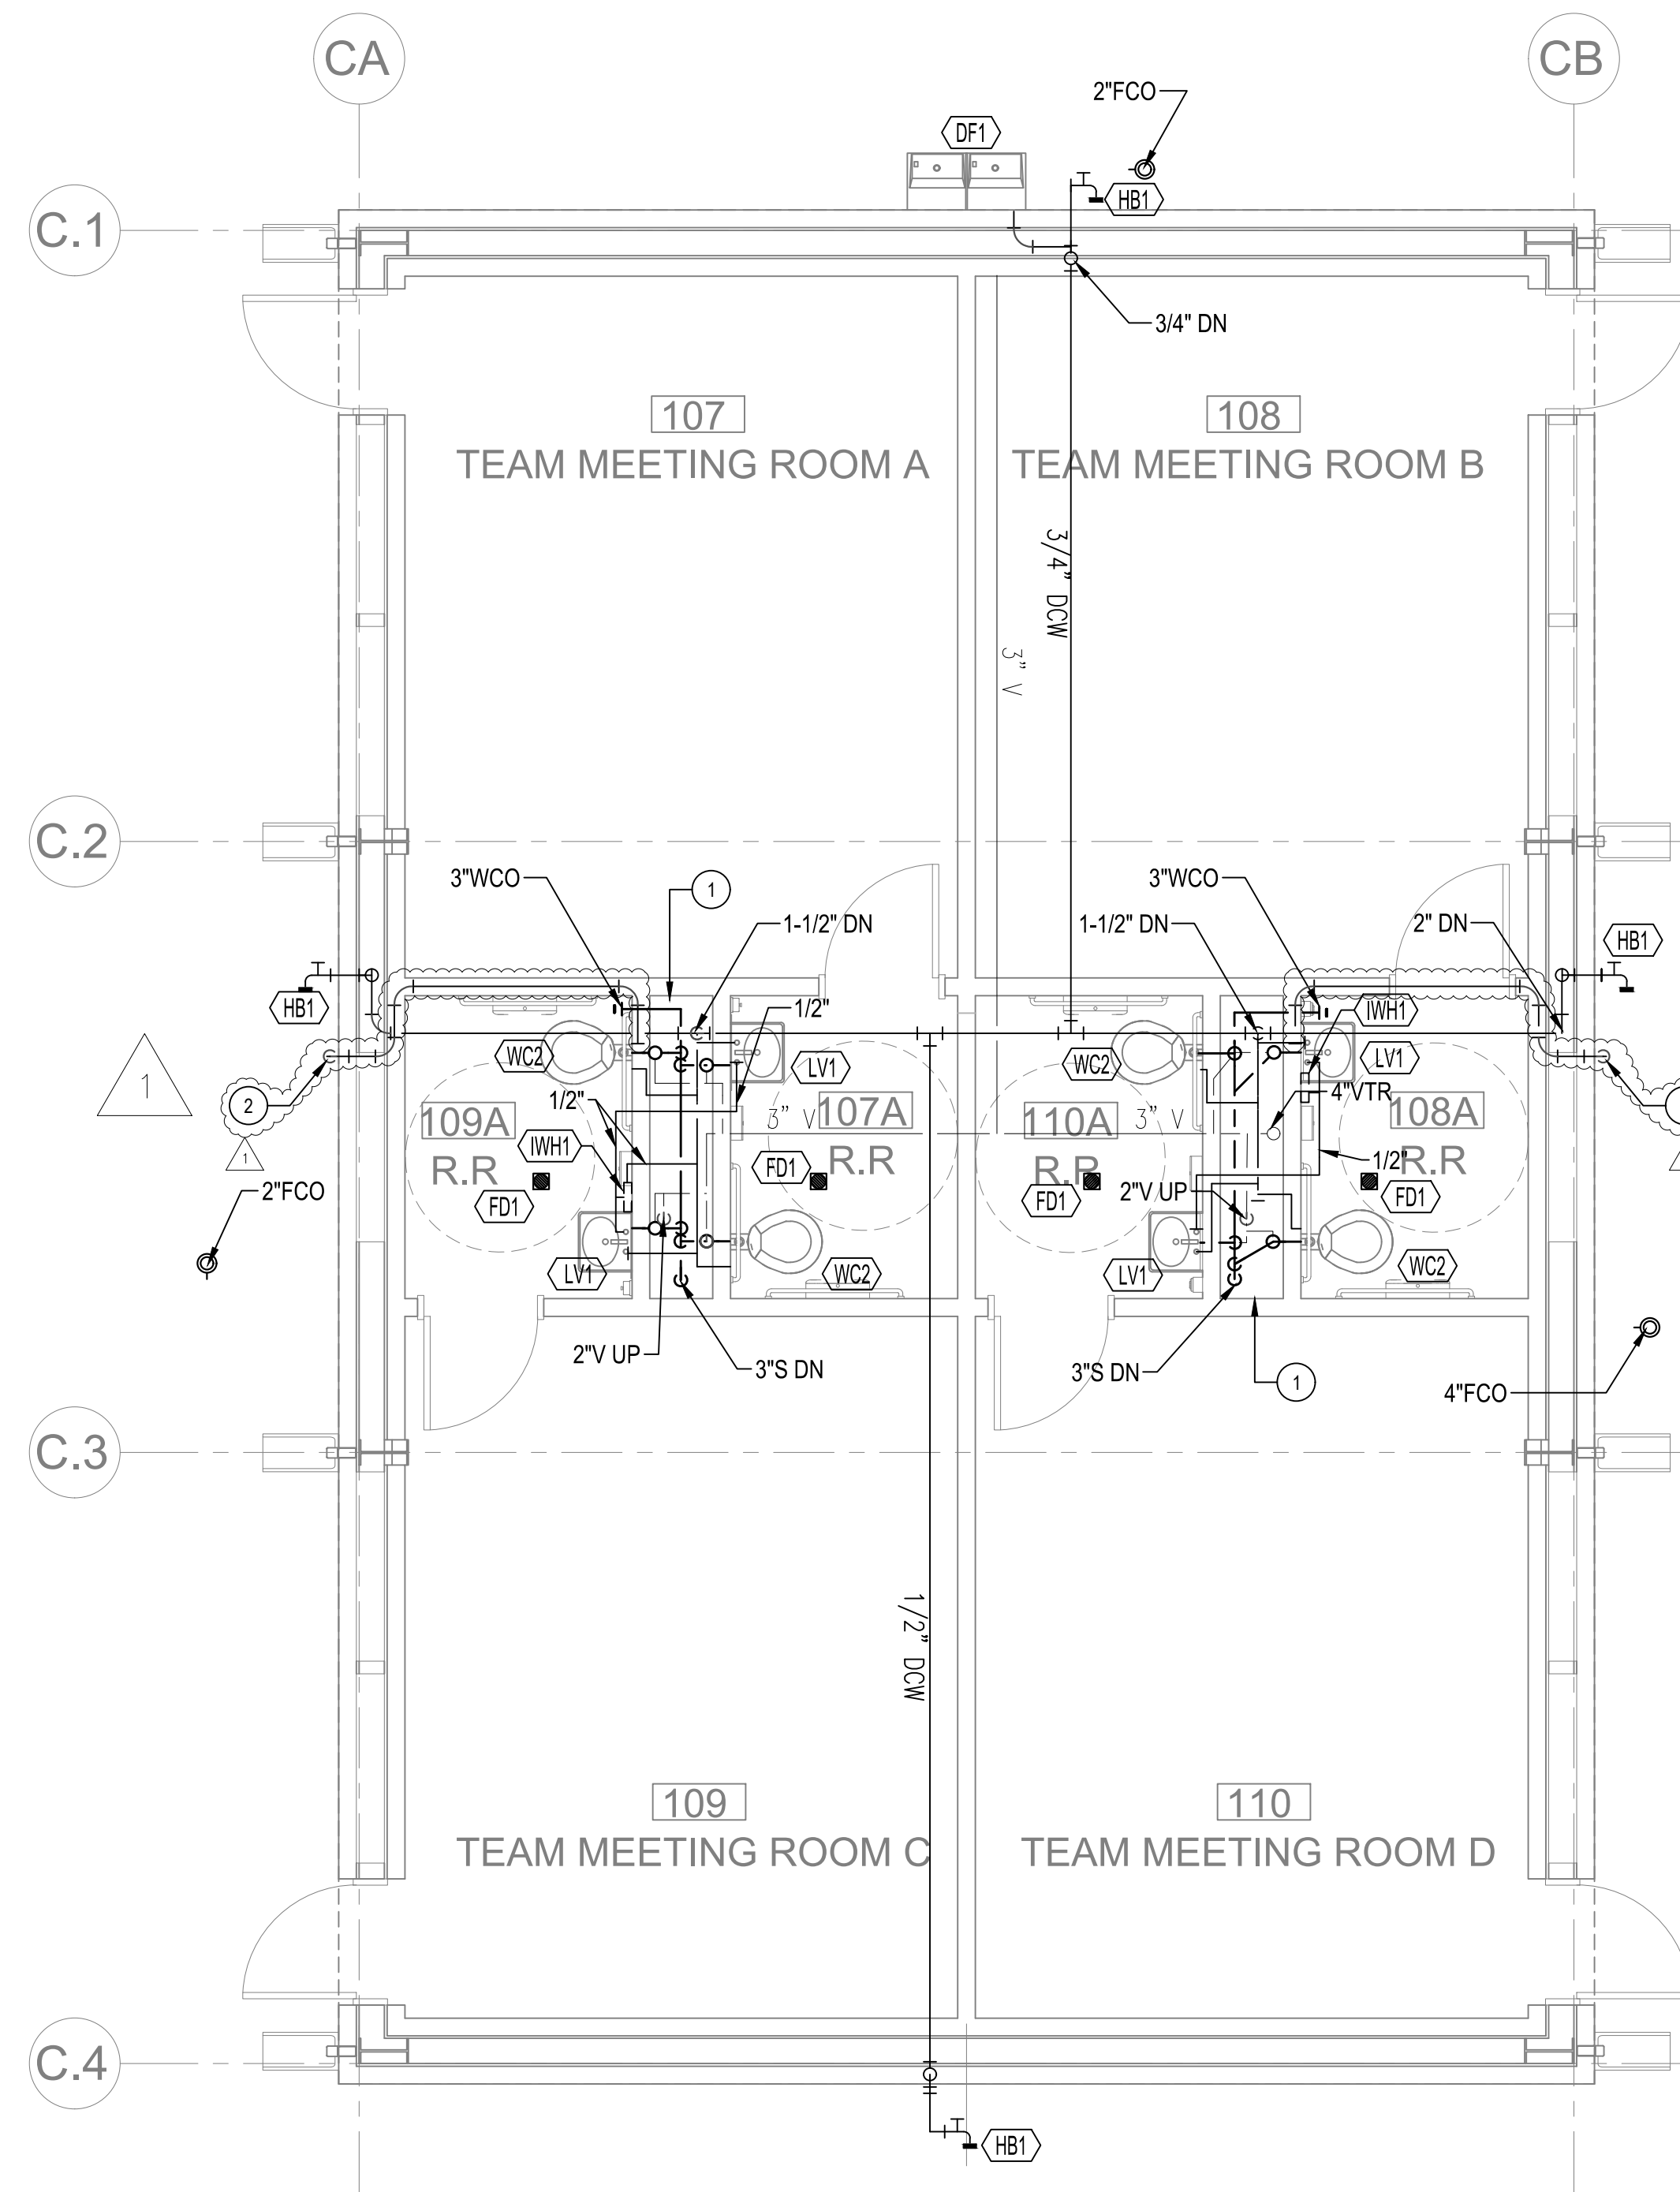 CA
CB
2"FCO
DF1
HB1
C.1
3/4" DN
107
TEAM MEETING ROOM A
108
TEAM MEETING ROOM B
3/4" DCW
3" V
C.2
3"WCO
1
1-1/2" DN
3"WCO
1-1/2" DN
2" DN
HB1
HB1
1/2"
IWH1
WC2
LV1
WC2
LV1
1
2
1
1/2"
4"VTR
109A
R.R
3" V
107A
R.R
110A
R.R
3" V
108A
R.R
IWH1
FD1
1/2"
2"FCO
FD1
2"V UP
FD1
FD1
LV1
WC2
LV1
WC2
2"V UP
3"S DN
3"S DN
1
4"FCO
C.3
1/2" DCW
109
TEAM MEETING ROOM C
110
TEAM MEETING ROOM D
C.4
HB1